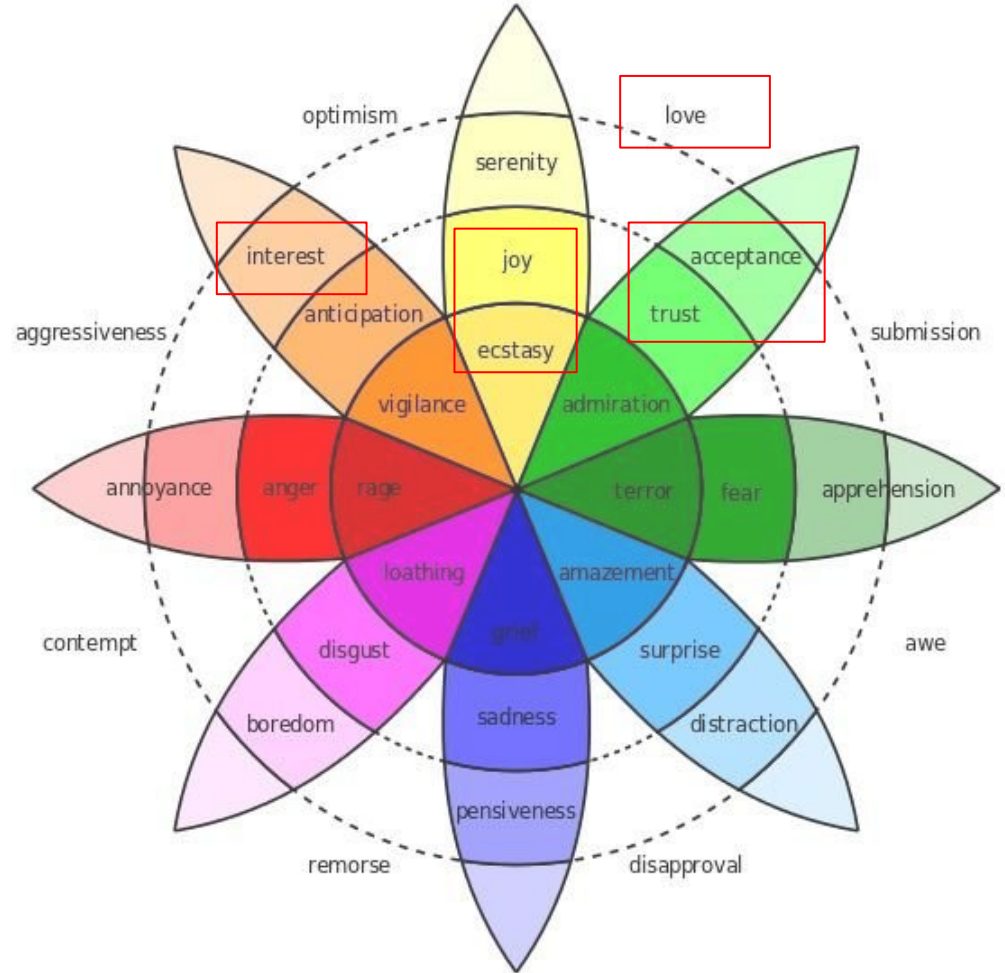 optimism
love
serenity
interest
joy
acceptance
anticipation
trust
aggressiveness
submission
ecstasy
vigilance
admiration
annoyance
anger
rage
terror
fear
apprehension
loathing
amazement
grief
contempt
awe
disgust
surprise
sadness
boredom
distraction
pensiveness
remorse
disapproval